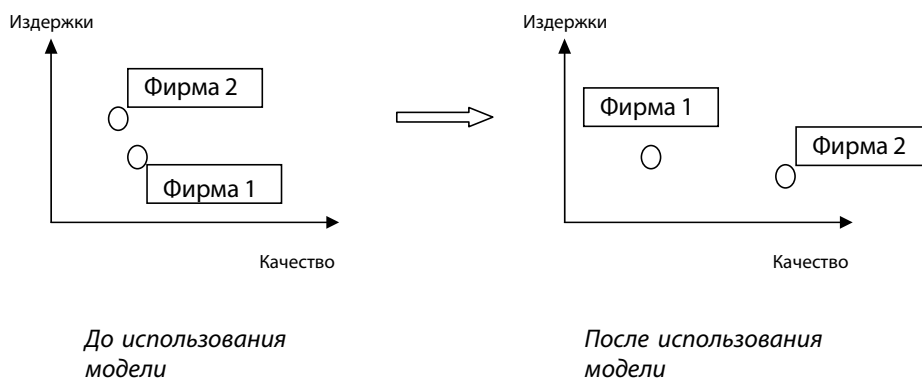 Издержки
Фирма 2
Фирма 1
Качество
До использования
модели
Издержки
Фирма 1
Фирма 2
Качество
После использования
модели